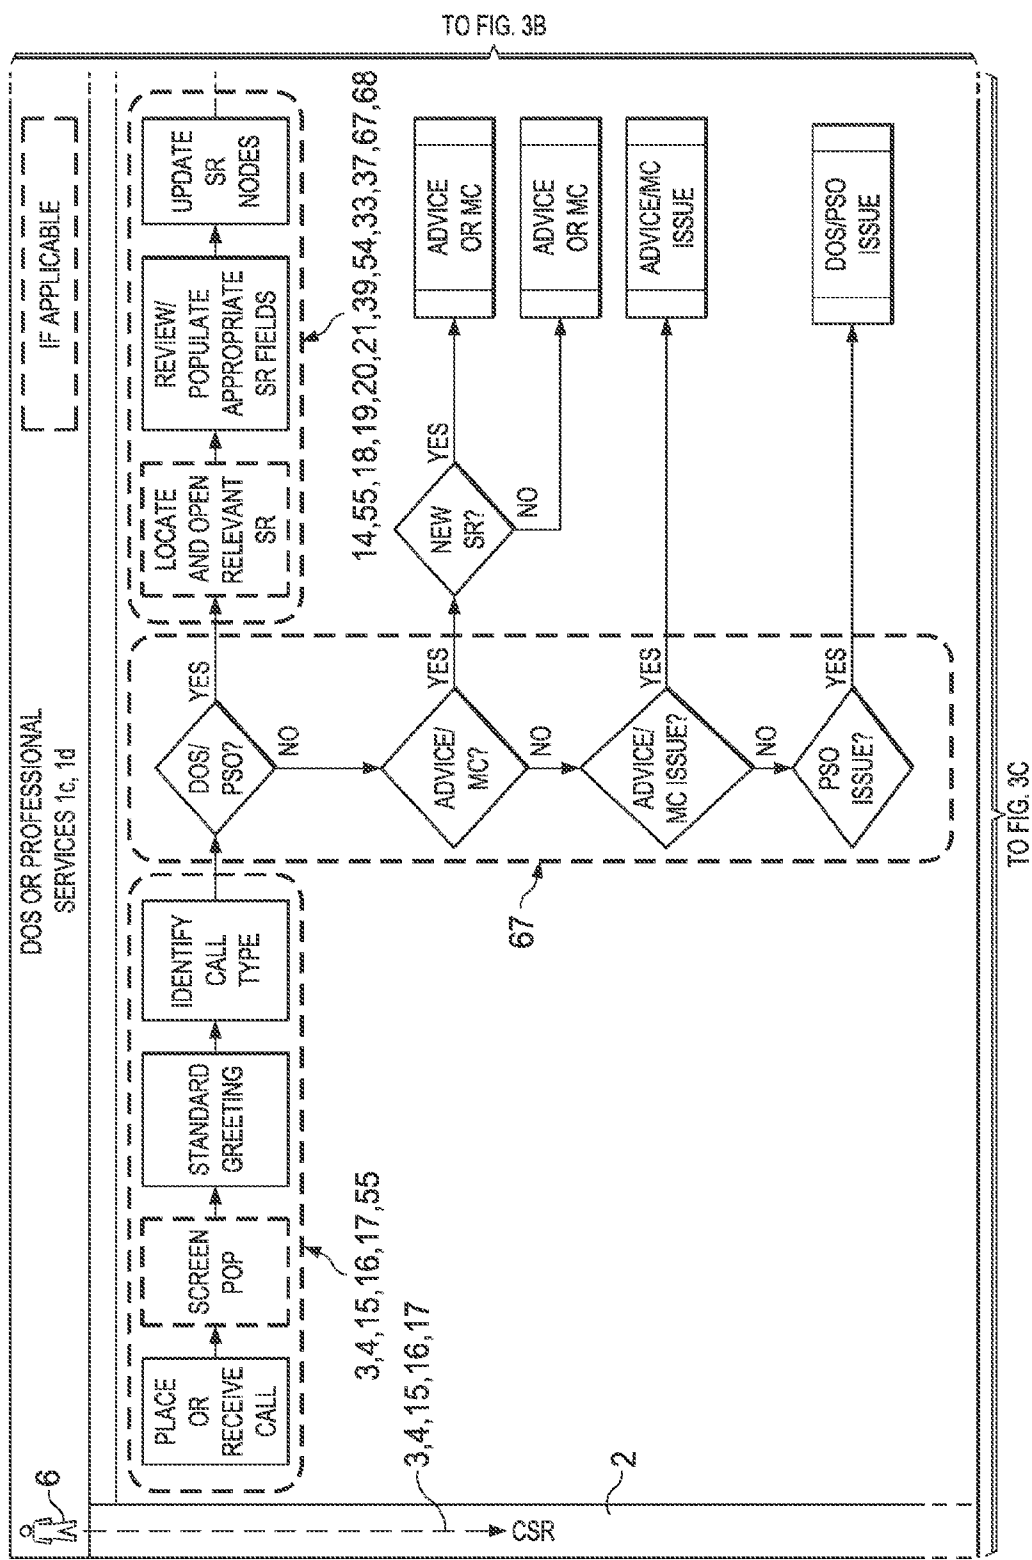 TO FIG. 3B
DOS OR PROFESSIONAL
SERVICES 1c, 1d
IF APPLICABLE
6
PLACE
OR
RECEIVE
CALL
SCREEN
POP
STANDARD
GREETING
IDENTIFY
CALL
TYPE
3,4,15,16,17,55
DOS/
PSO?
YES
NO
LOCATE
AND OPEN
RELEVANT
SR
REVIEW/
POPULATE
APPROPRIATE
SR FIELDS
UPDATE
SR
NODES
14,55,18,19,20,21,39,54,33,37,67,68
ADVICE/
MC?
YES
NO
NEW
SR?
YES
NO
ADVICE
OR MC
ADVICE
OR MC
ADVICE/
MC ISSUE?
YES
NO
ADVICE/MC
ISSUE
PSO
ISSUE?
YES
DOS/PSO
ISSUE
67
3,4,15,16,17
CSR
2
TO FIG. 3C